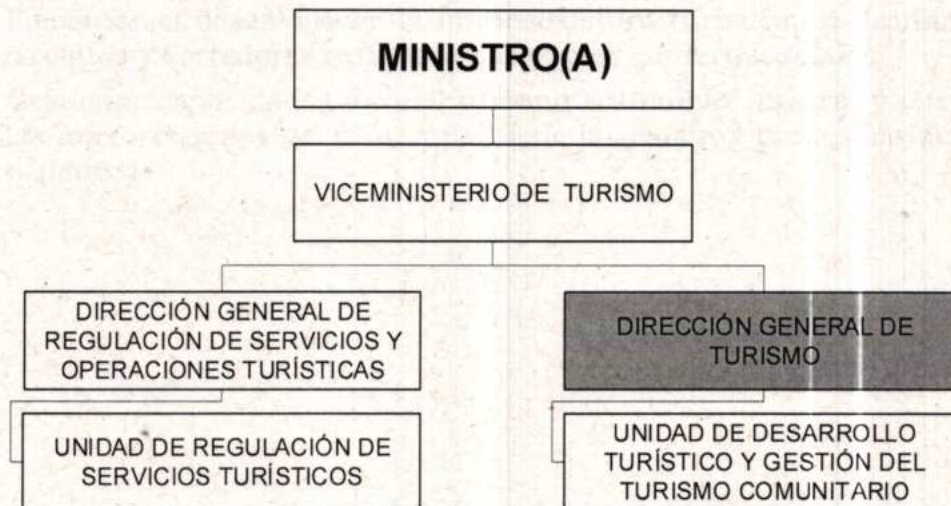 MINISTRO(A)
VICEMINISTERIO DE TURISMO
DIRECCIÓN GENERAL DE
REGULACIÓN DE SERVICIOS Y
OPERACIONES TURÍSTICAS
DIRECCIÓN GENERAL DE
TURISMO
UNIDAD DE REGULACIÓN DE
SERVICIOS TURÍSTICOS
UNIDAD DE DESARROLLO
TURÍSTICO Y GESTIÓN DEL
TURISMO COMUNITARIO